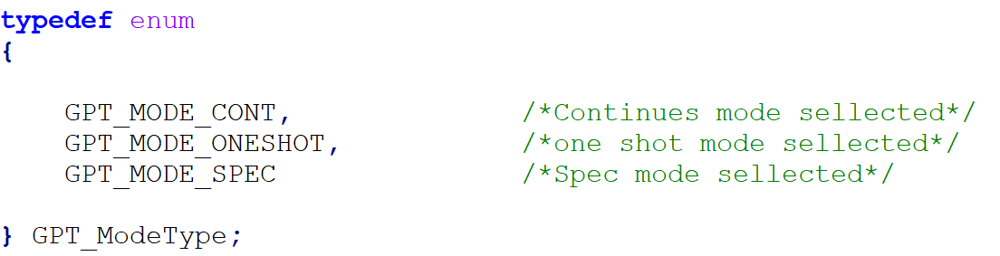 typedef enum
{
GPT_MODE_CONT, /*Continues mode sellected*/
GPT_MODE_ONESHOT, /*one shot mode sellected*/
GPT_MODE_SPEC /*Spec mode sellected*/
} GPT_ModeType;